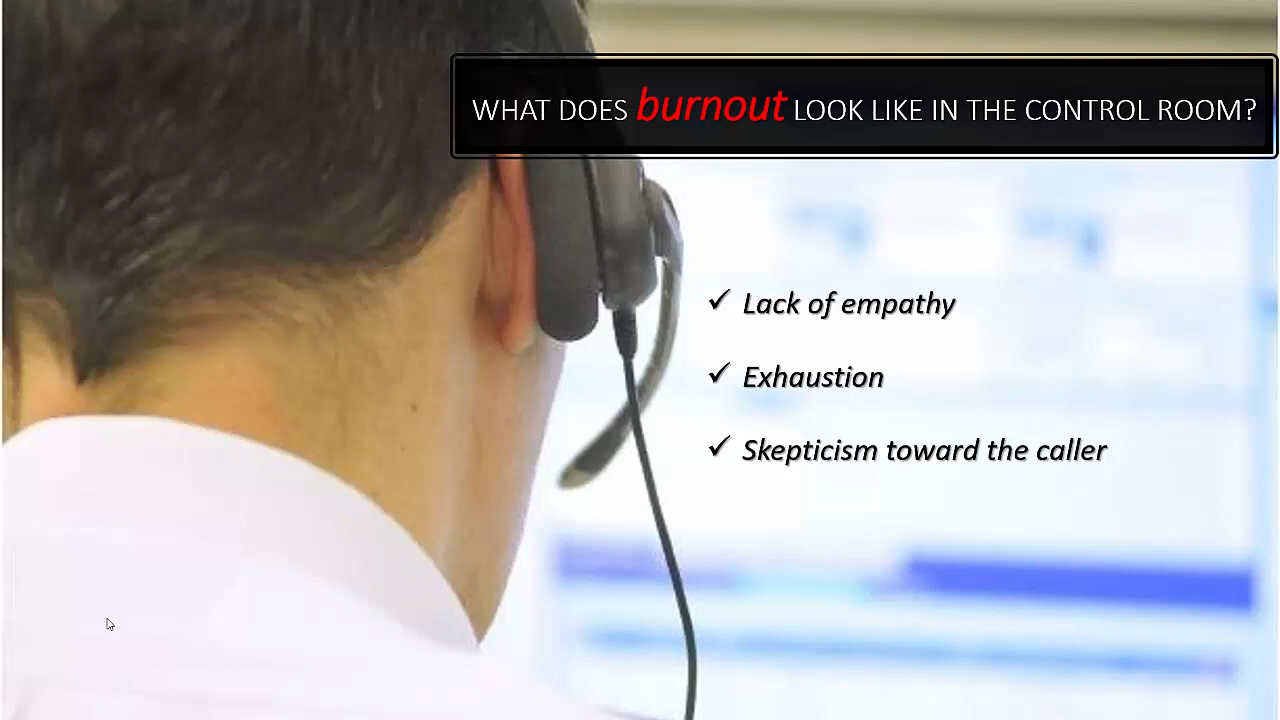 WHAT DOES burnout LOOK LIKE IN THE CONTROL ROOM?
✓ Lack of empathy
✓ Exhaustion
✓ Skepticism toward the caller